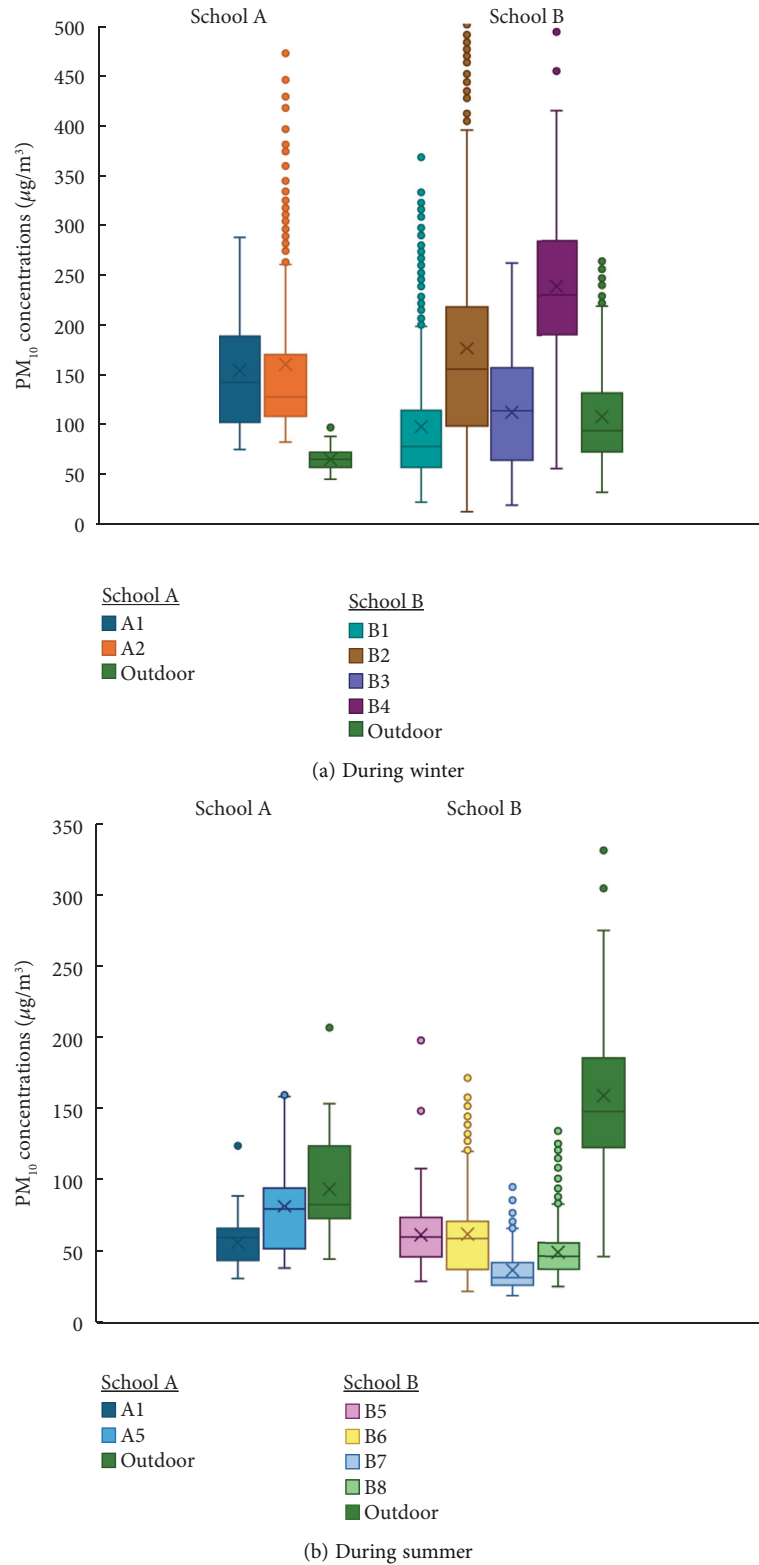 School A School B
500
450
400
350
300
250
200
150
100
50
0
PM₁₀ concentrations (μg/m³)
School A
A1
A2
Outdoor
School B
B1
B2
B3
B4
Outdoor
(a) During winter
School A School B
350
300
250
200
150
100
50
0
PM₁₀ concentrations (μg/m³)
School A
A1
A5
Outdoor
School B
B5
B6
B7
B8
Outdoor
(b) During summer